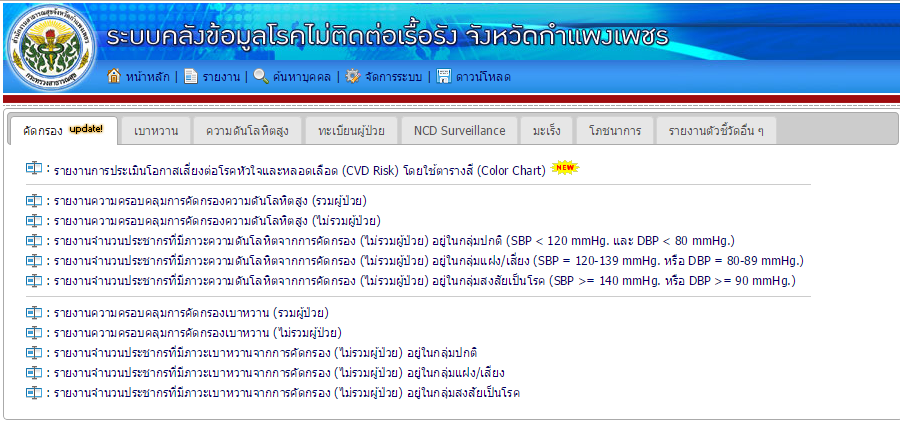 ระบบคลังข้อมูลโรคไม่ติดต่อเรื้อรัง จังหวัดกำแพงเพชร
หน้าหลัก | รายงาน | ค้นหาบุคคล | จัดการระบบ | ดาวน์โหลด
คัดกรอง update! เบาหวาน ความดันโลหิตสูง ทะเบียนผู้ป่วย NCD Surveillance มะเร็ง โภชนาการ รายงานตัวชี้วัดอื่น ๆ
: รายงานการประเมินโอกาสเสี่ยงต่อโรคหัวใจและหลอดเลือด (CVD Risk) โดยใช้ตารางสี (Color Chart) NEW
: รายงานความครอบคลุมการคัดกรองความดันโลหิตสูง (รวมผู้ป่วย)
: รายงานความครอบคลุมการคัดกรองความดันโลหิตสูง (ไม่รวมผู้ป่วย)
: รายงานจำนวนประชากรที่มีภาวะความดันโลหิตจากการคัดกรอง (ไม่รวมผู้ป่วย) อยู่ในกลุ่มปกติ (SBP < 120 mmHg. และ DBP < 80 mmHg.)
: รายงานจำนวนประชากรที่มีภาวะความดันโลหิตจากการคัดกรอง (ไม่รวมผู้ป่วย) อยู่ในกลุ่มแฝง/เสี่ยง (SBP = 120-139 mmHg. หรือ DBP = 80-89 mmHg.)
: รายงานจำนวนประชากรที่มีภาวะความดันโลหิตจากการคัดกรอง (ไม่รวมผู้ป่วย) อยู่ในกลุ่มสงสัยเป็นโรค (SBP >= 140 mmHg. หรือ DBP >= 90 mmHg.)
: รายงานความครอบคลุมการคัดกรองเบาหวาน (รวมผู้ป่วย)
: รายงานความครอบคลุมการคัดกรองเบาหวาน (ไม่รวมผู้ป่วย)
: รายงานจำนวนประชากรที่มีภาวะเบาหวานจากการคัดกรอง (ไม่รวมผู้ป่วย) อยู่ในกลุ่มปกติ
: รายงานจำนวนประชากรที่มีภาวะเบาหวานจากการคัดกรอง (ไม่รวมผู้ป่วย) อยู่ในกลุ่มแฝง/เสี่ยง
: รายงานจำนวนประชากรที่มีภาวะเบาหวานจากการคัดกรอง (ไม่รวมผู้ป่วย) อยู่ในกลุ่มสงสัยเป็นโรค